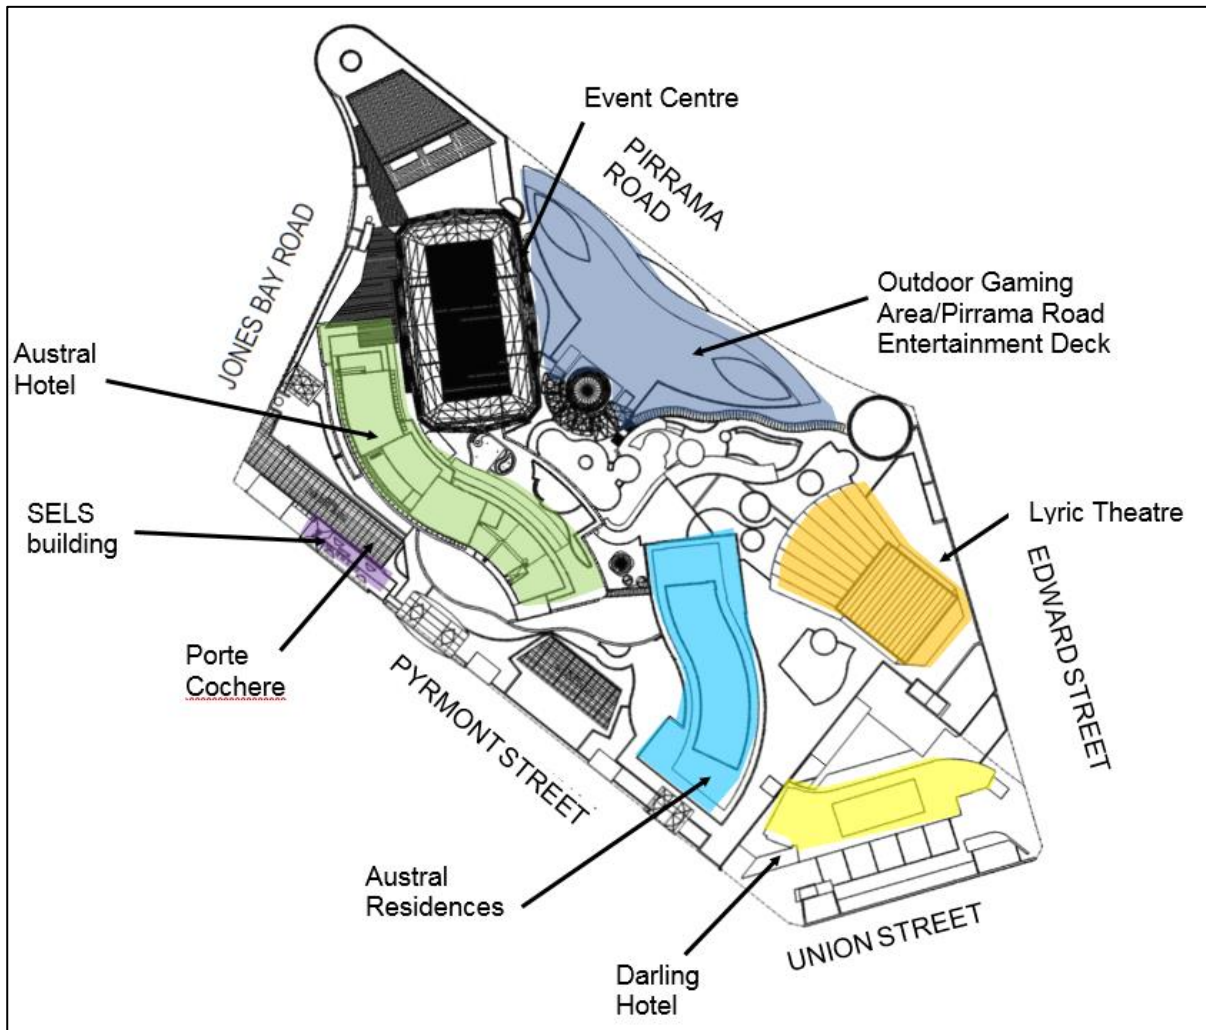 Event Centre
PIRRAMA
ROAD
JONES BAY ROAD
Outdoor Gaming
Area/Pirrama Road
Entertainment Deck
Austral
Hotel
SELS
building
Lyric Theatre
EDWARD STREET
Porte
Cochere
PYRMONT STREET
Austral
Residences
UNION STREET
Darling
Hotel